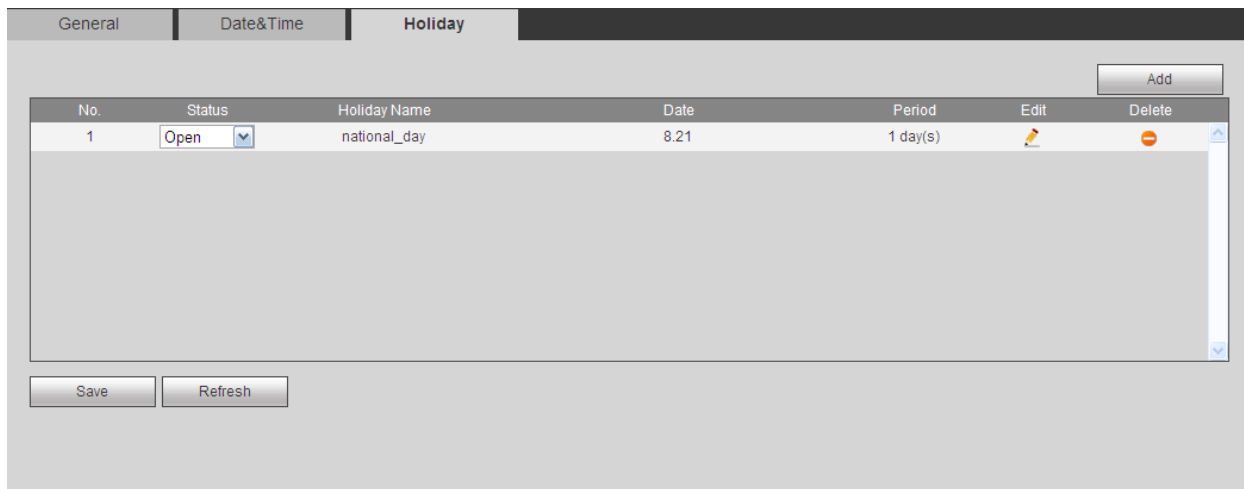 General Date&Time Holiday
Add
No. Status Holiday Name Date Period Edit Delete
1 Open national_day 8.21 1 day(s)
Save Refresh